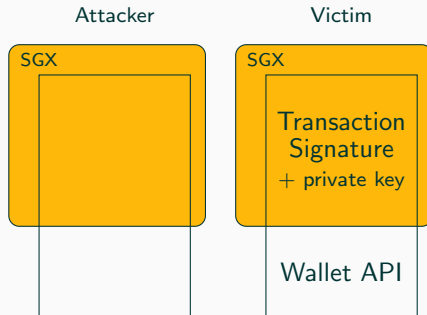 Attacker
Victim
SGX
SGX
Transaction
Signature
+ private key
Wallet API